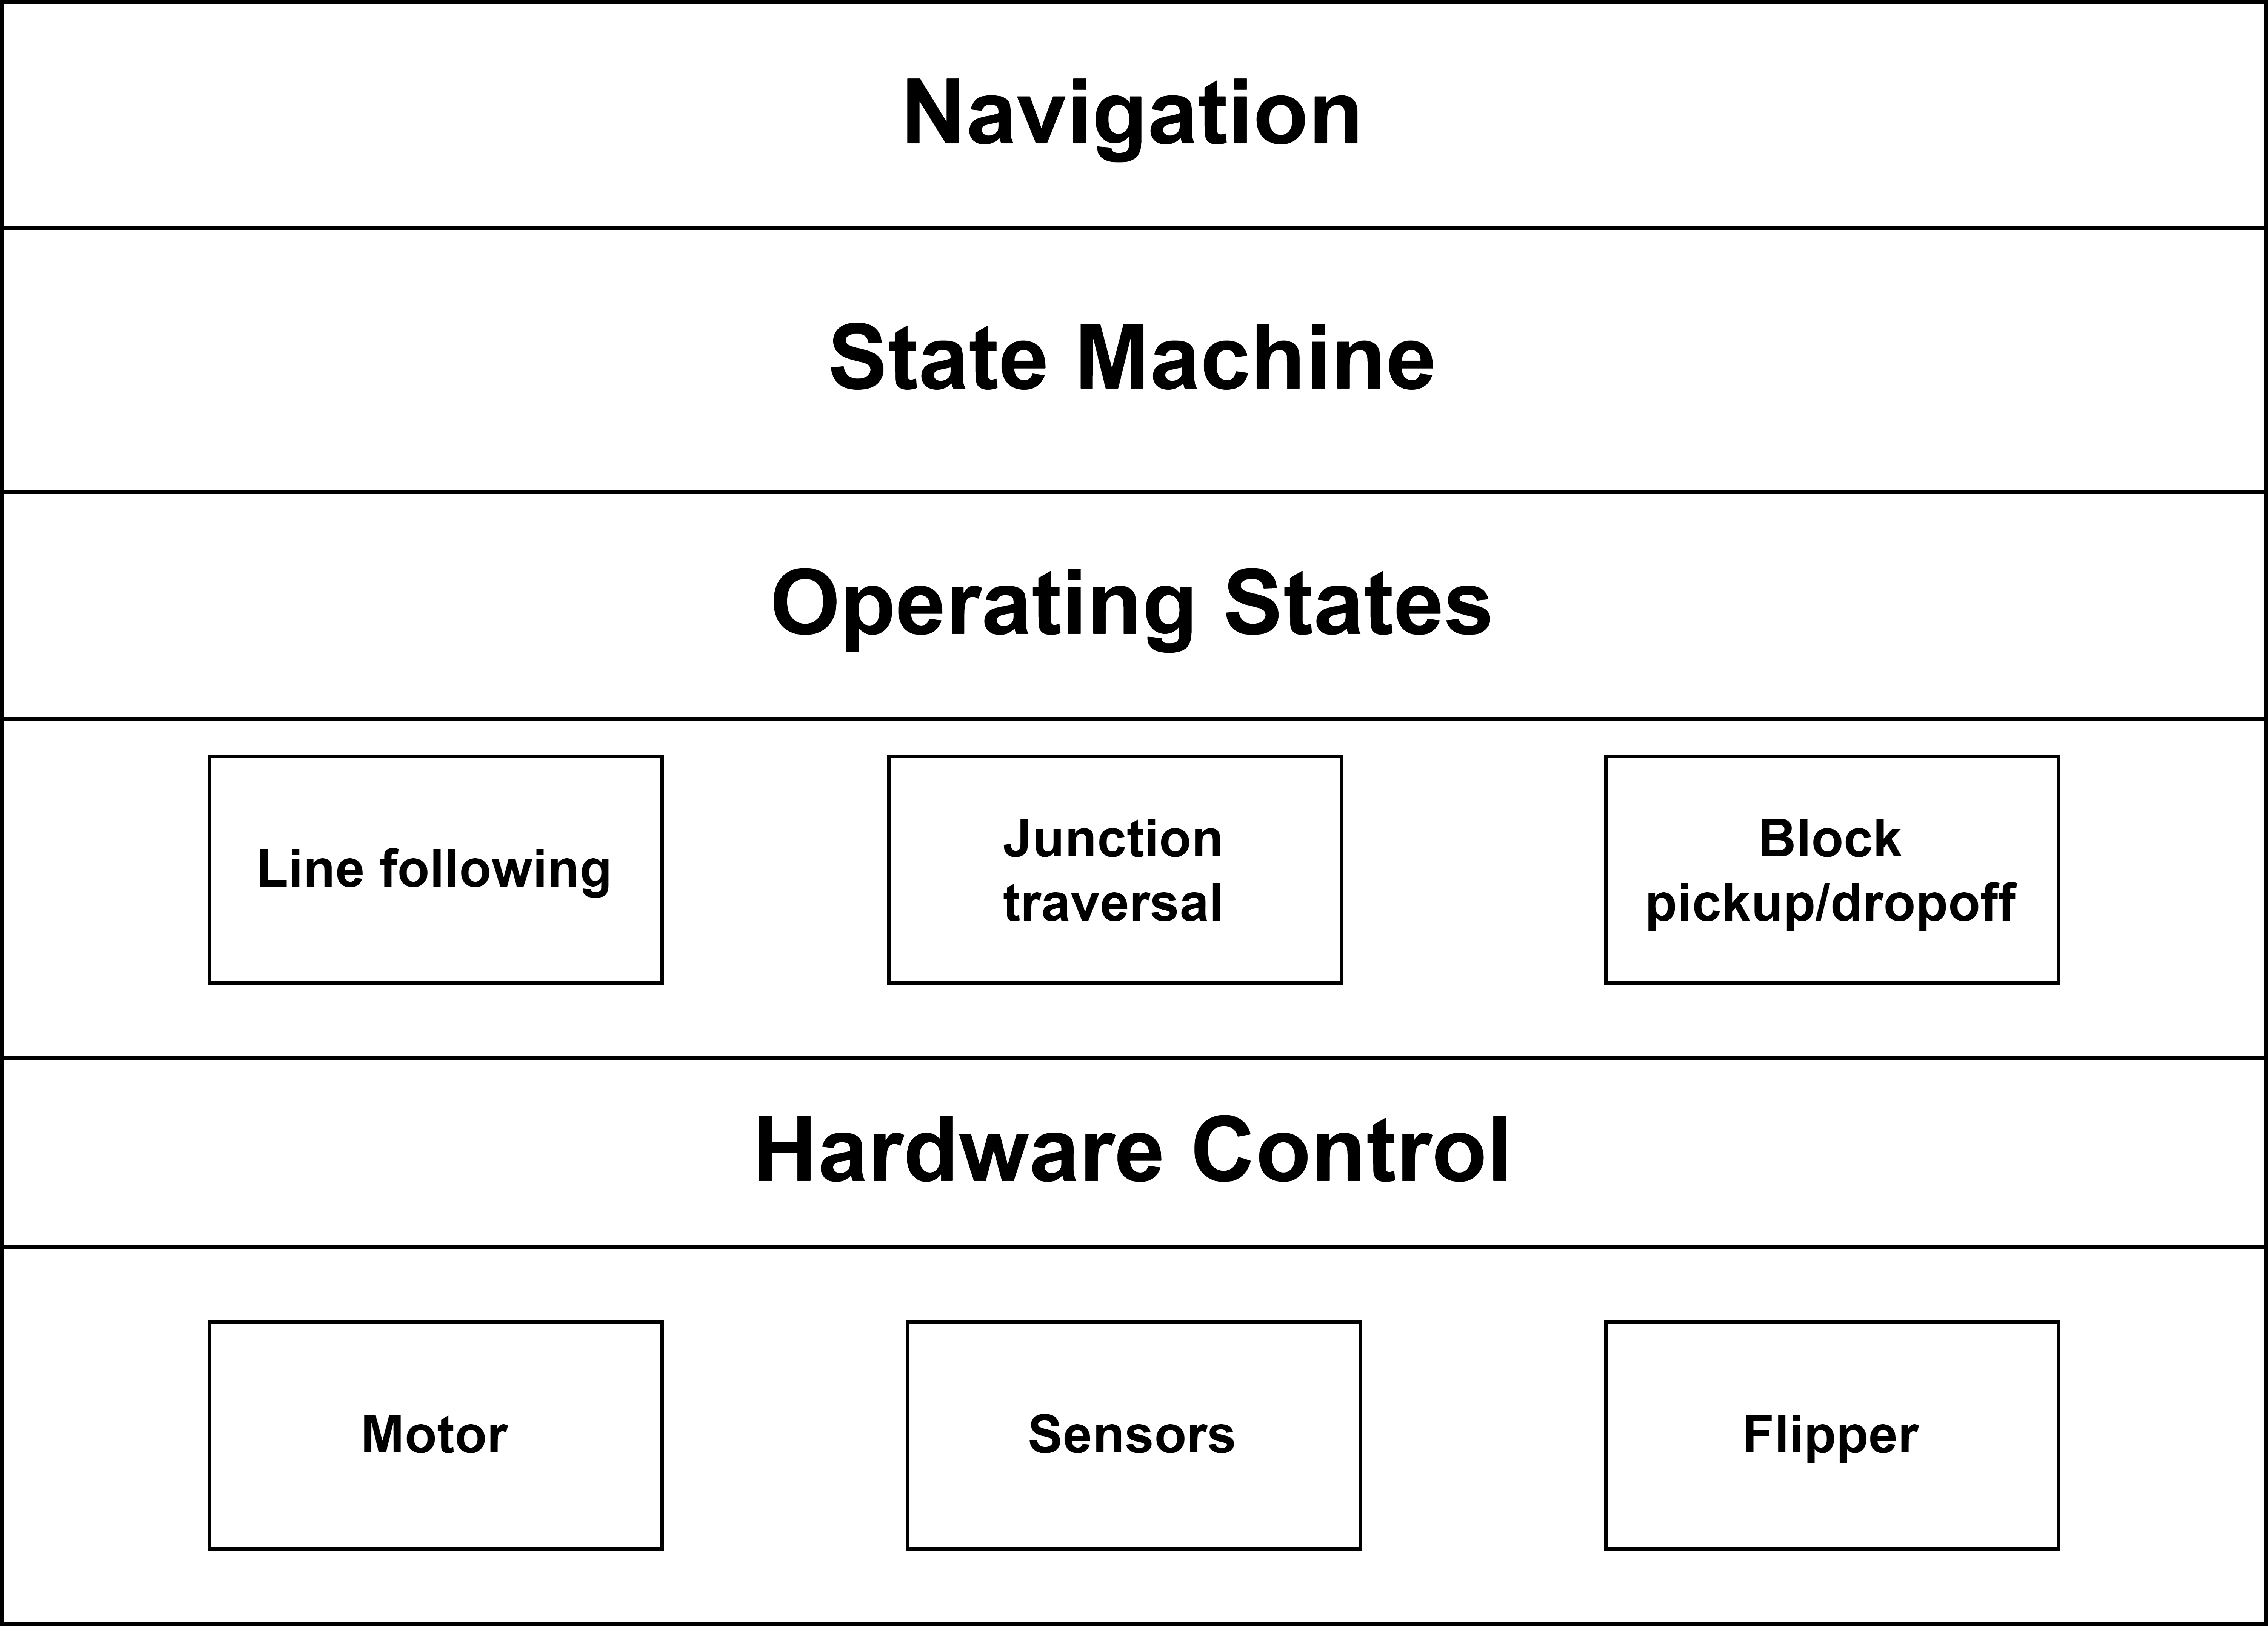 Navigation
State Machine
Operating States
Line following
Junction
traversal
Block
pickup/dropoff
Hardware Control
Motor
Sensors
Flipper